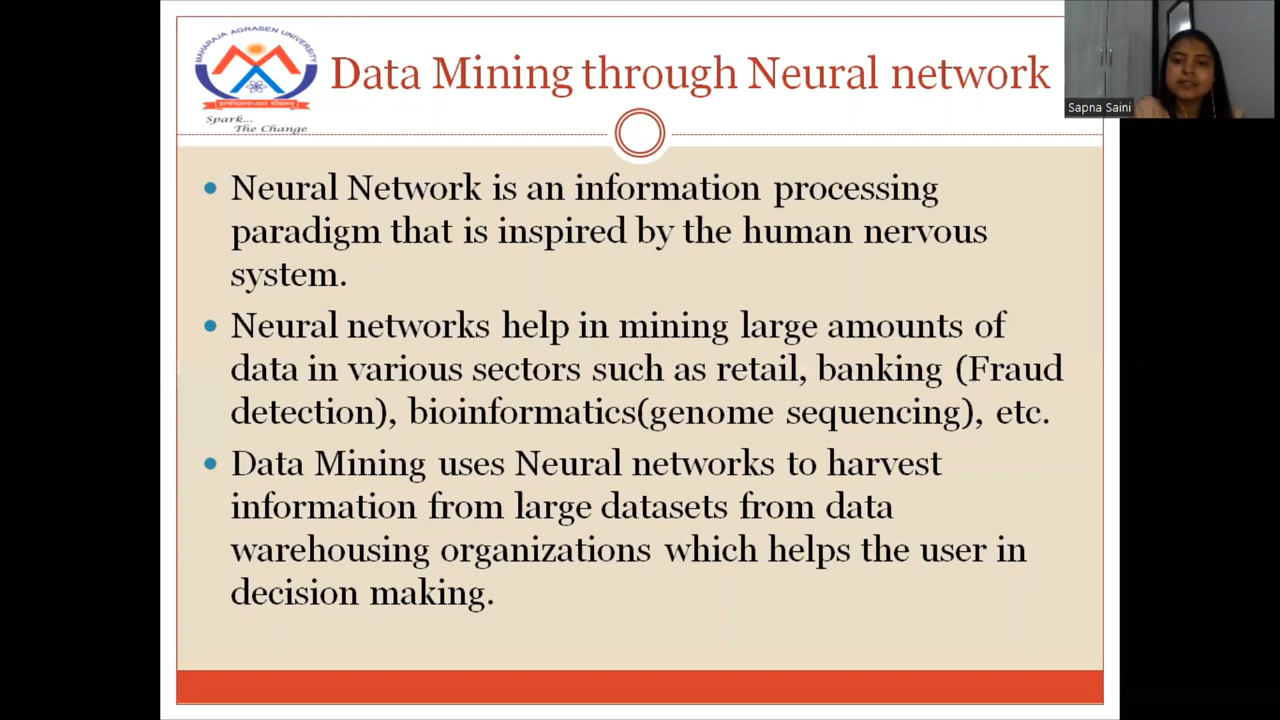 MAHARAJA AGRASEN UNIVERSITY
Spark...
The Change
Data Mining through Neural network
Sapna Saini
• Neural Network is an information processing
paradigm that is inspired by the human nervous
system.
• Neural networks help in mining large amounts of
data in various sectors such as retail, banking (Fraud
detection), bioinformatics(genome sequencing), etc.
• Data Mining uses Neural networks to harvest
information from large datasets from data
warehousing organizations which helps the user in
decision making.